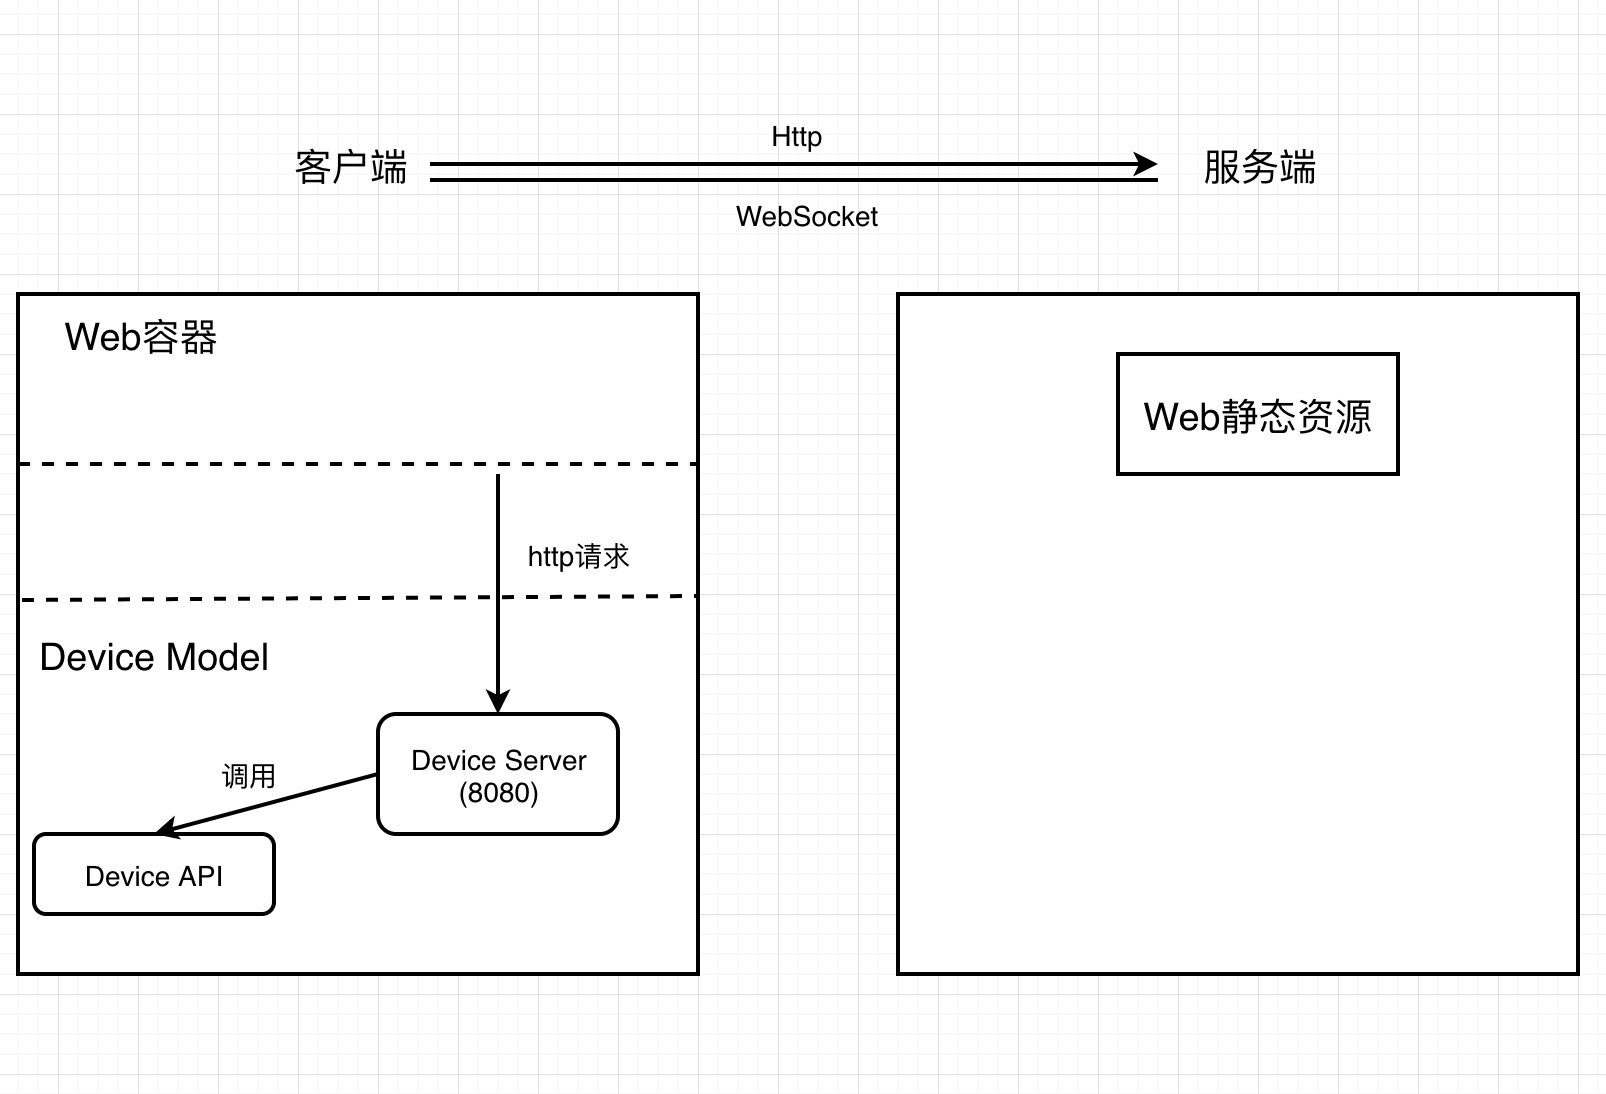 Http
客户端
服务端
WebSocket
Web容器
Web静态资源
http请求
Device Model
Device Server
(8080)
调用
Device API